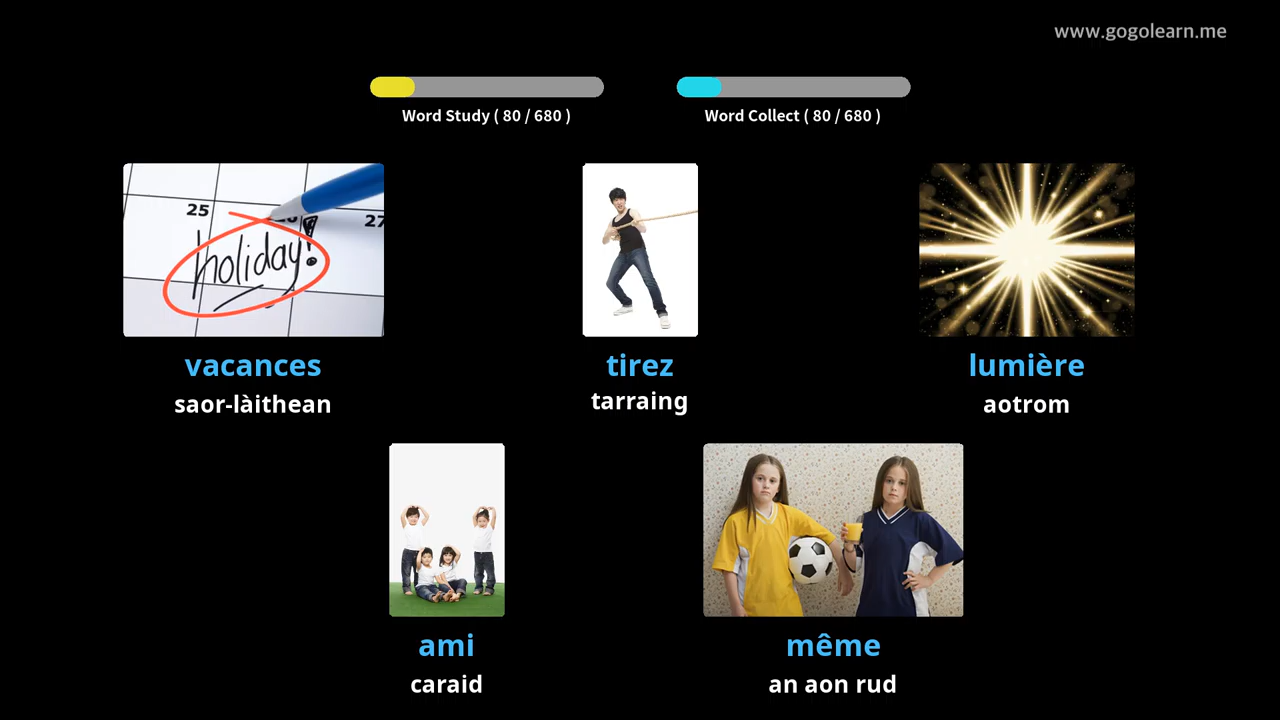 www.gogolearn.me
Word Study ( 80 / 680 )
Word Collect ( 80 / 680 )
25
27
holiday!
vacances
tirez
lumière
saor-làithean
tarraing
aotrom
ami
même
caraid
an aon rud